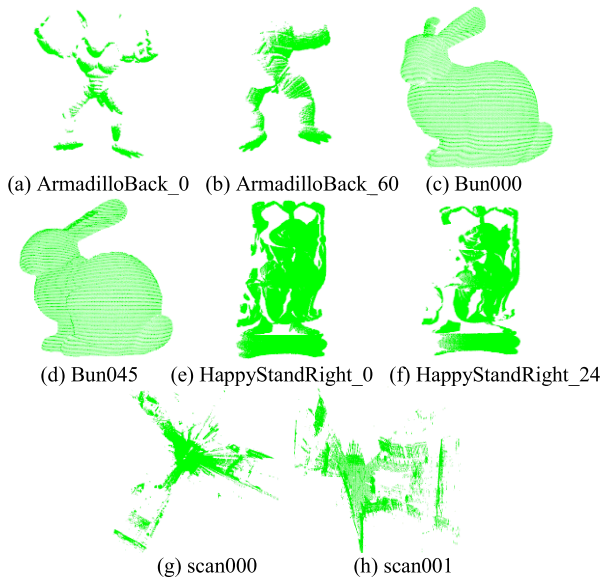 (a) ArmadilloBack_0 (b) ArmadilloBack_60 (c) Bun000
(d) Bun045 (e) HappyStandRight_0 (f) HappyStandRight_24
(g) scan000 (h) scan001